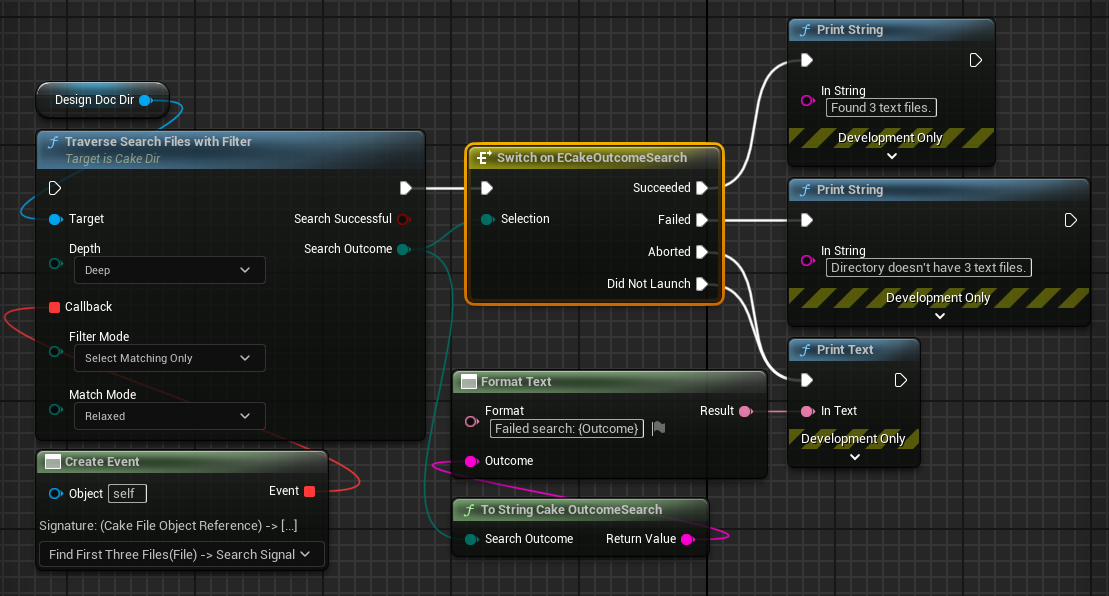 Design Doc Dir
Traverse Search Files with Filter
Target is Cake Dir
Target
Search Successful
Depth
Deep
Search Outcome
Callback
Filter Mode
Select Matching Only
Match Mode
Relaxed
Create Event
Object self
Event
Signature: (Cake File Object Reference) -> [...]
Find First Three Files(File) -> Search Signal
Switch on ECakeOutcomeSearch
Selection
Succeeded
Failed
Aborted
Did Not Launch
Format Text
Format
Failed search: {Outcome}
Result
Outcome
To String Cake OutcomeSearch
Search Outcome
Return Value
Print String
In String
Found 3 text files.
Development Only
Print String
In String
Directory doesn't have 3 text files.
Development Only
Print Text
In Text
Development Only